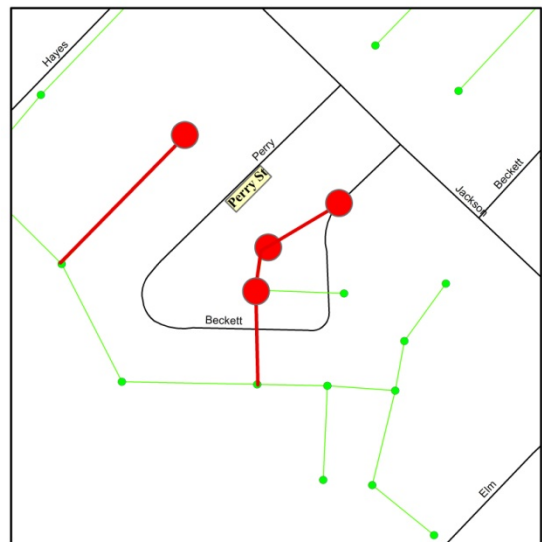 Hayes
Perry
Perry St
Beckett
Jackson
Beckett
Elm